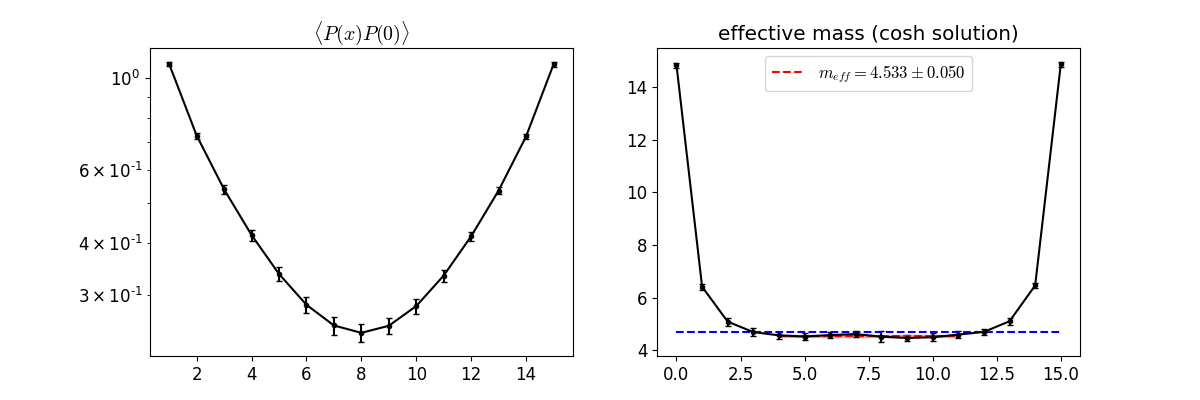 ⟨P(x)P(0)⟩
10⁰
6 × 10⁻¹
4 × 10⁻¹
3 × 10⁻¹
2 4 6 8 10 12 14
effective mass (cosh solution)
m_eff = 4.533 ± 0.050
14
12
10
8
6
4
0.0 2.5 5.0 7.5 10.0 12.5 15.0